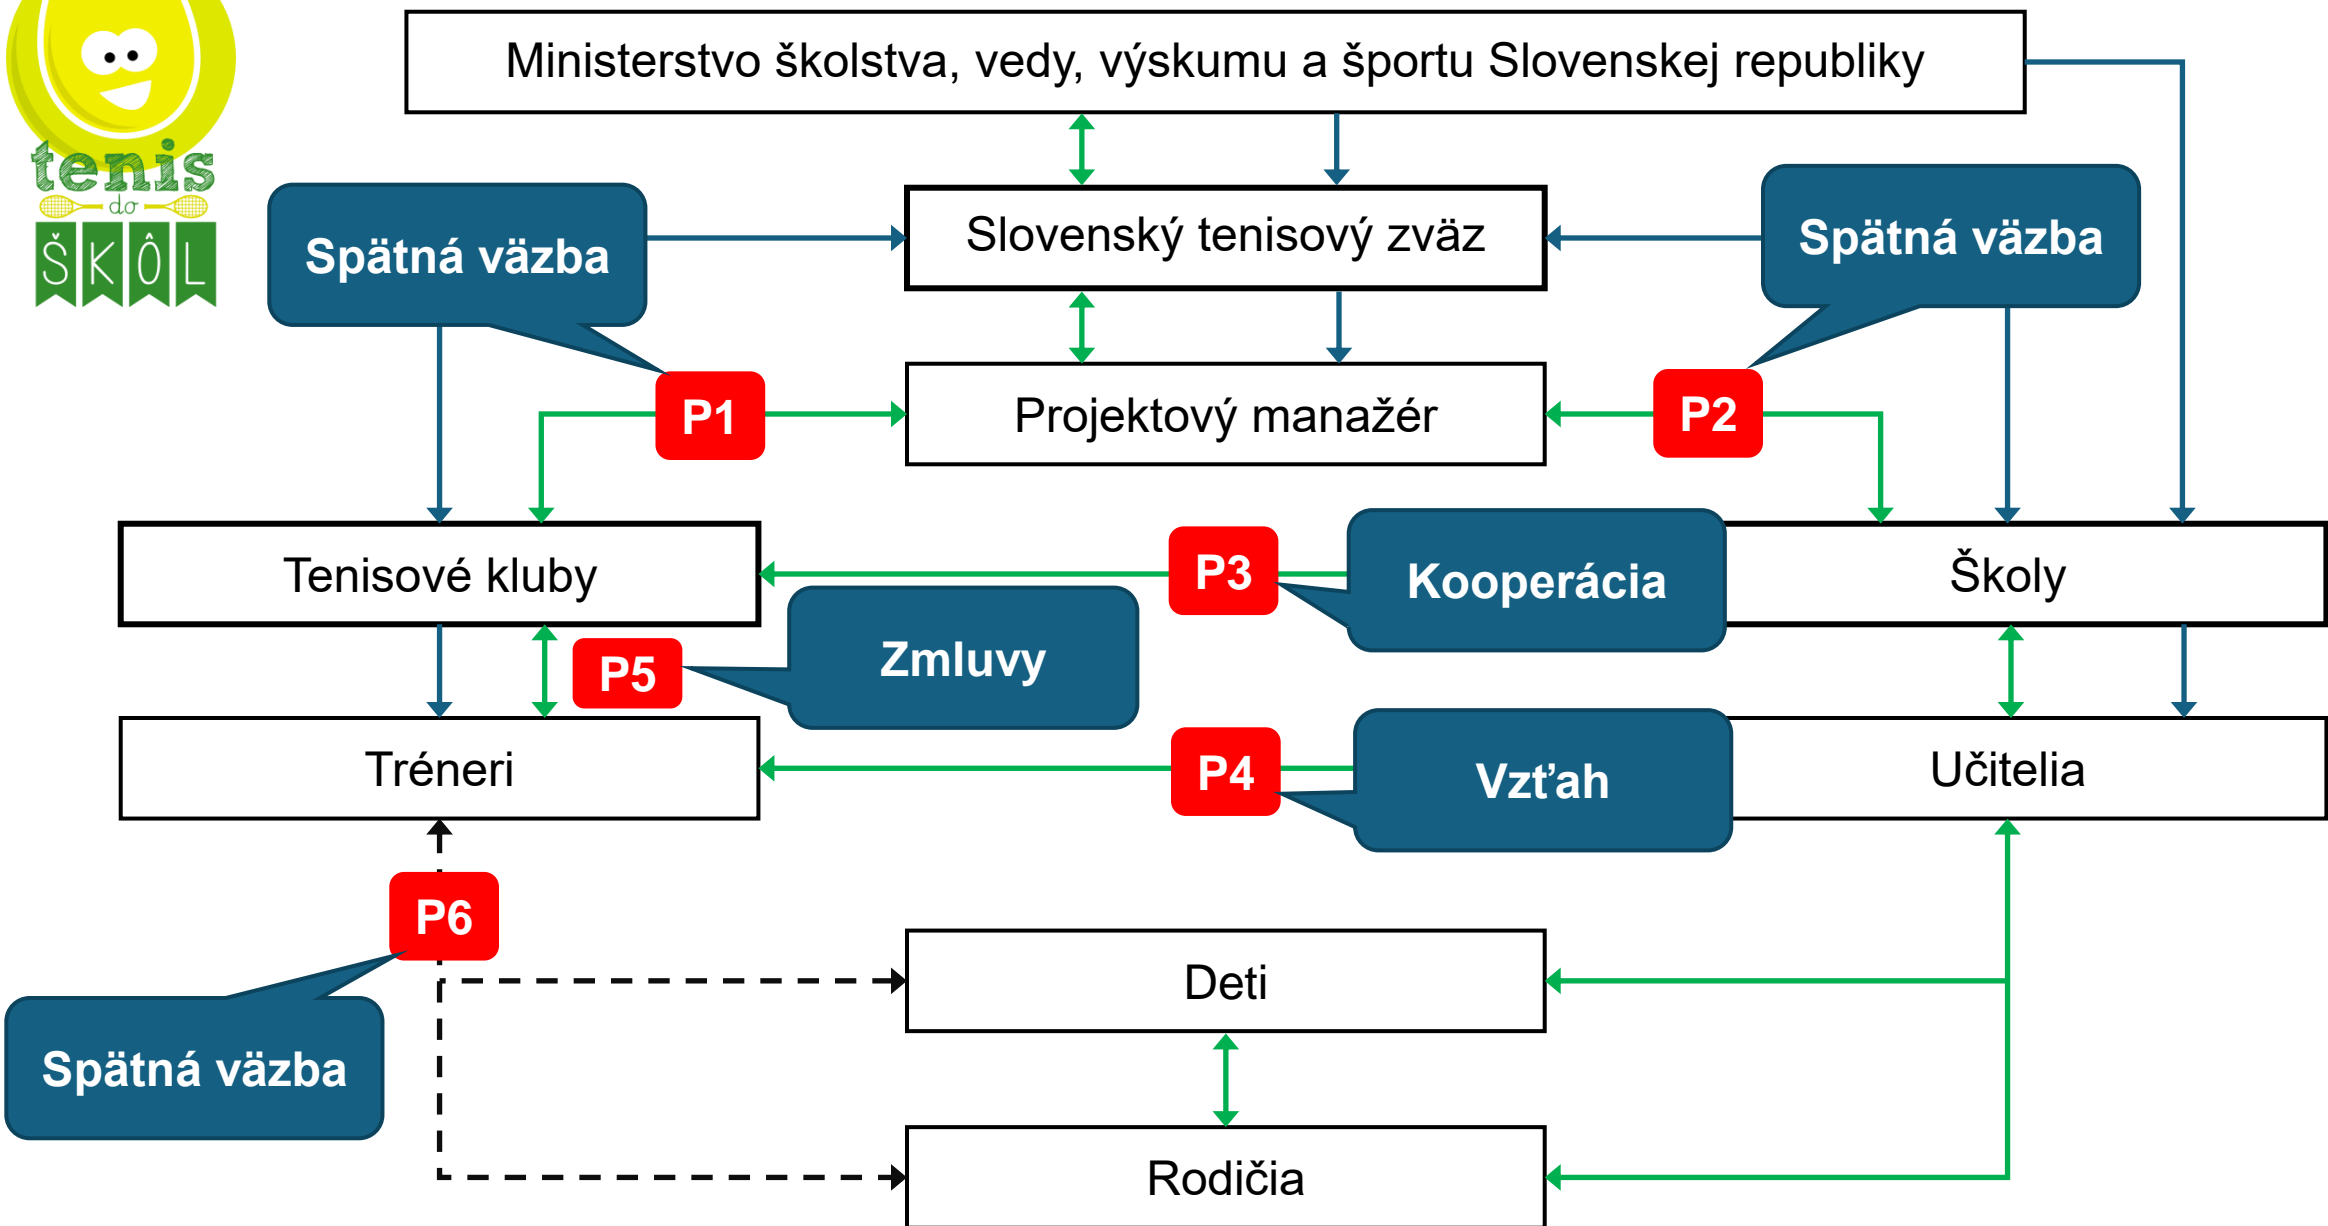 Ministerstvo školstva, vedy, výskumu a športu Slovenskej republiky
tenis
do
ŠKÔL
Spätná väzba
Slovenský tenisový zväz
Spätná väzba
P1
Projektový manažér
P2
Tenisové kluby
P3
Kooperácia
Školy
P5
Zmluvy
Tréneri
P4
Vzťah
Učitelia
P6
Deti
Spätná väzba
Rodičia